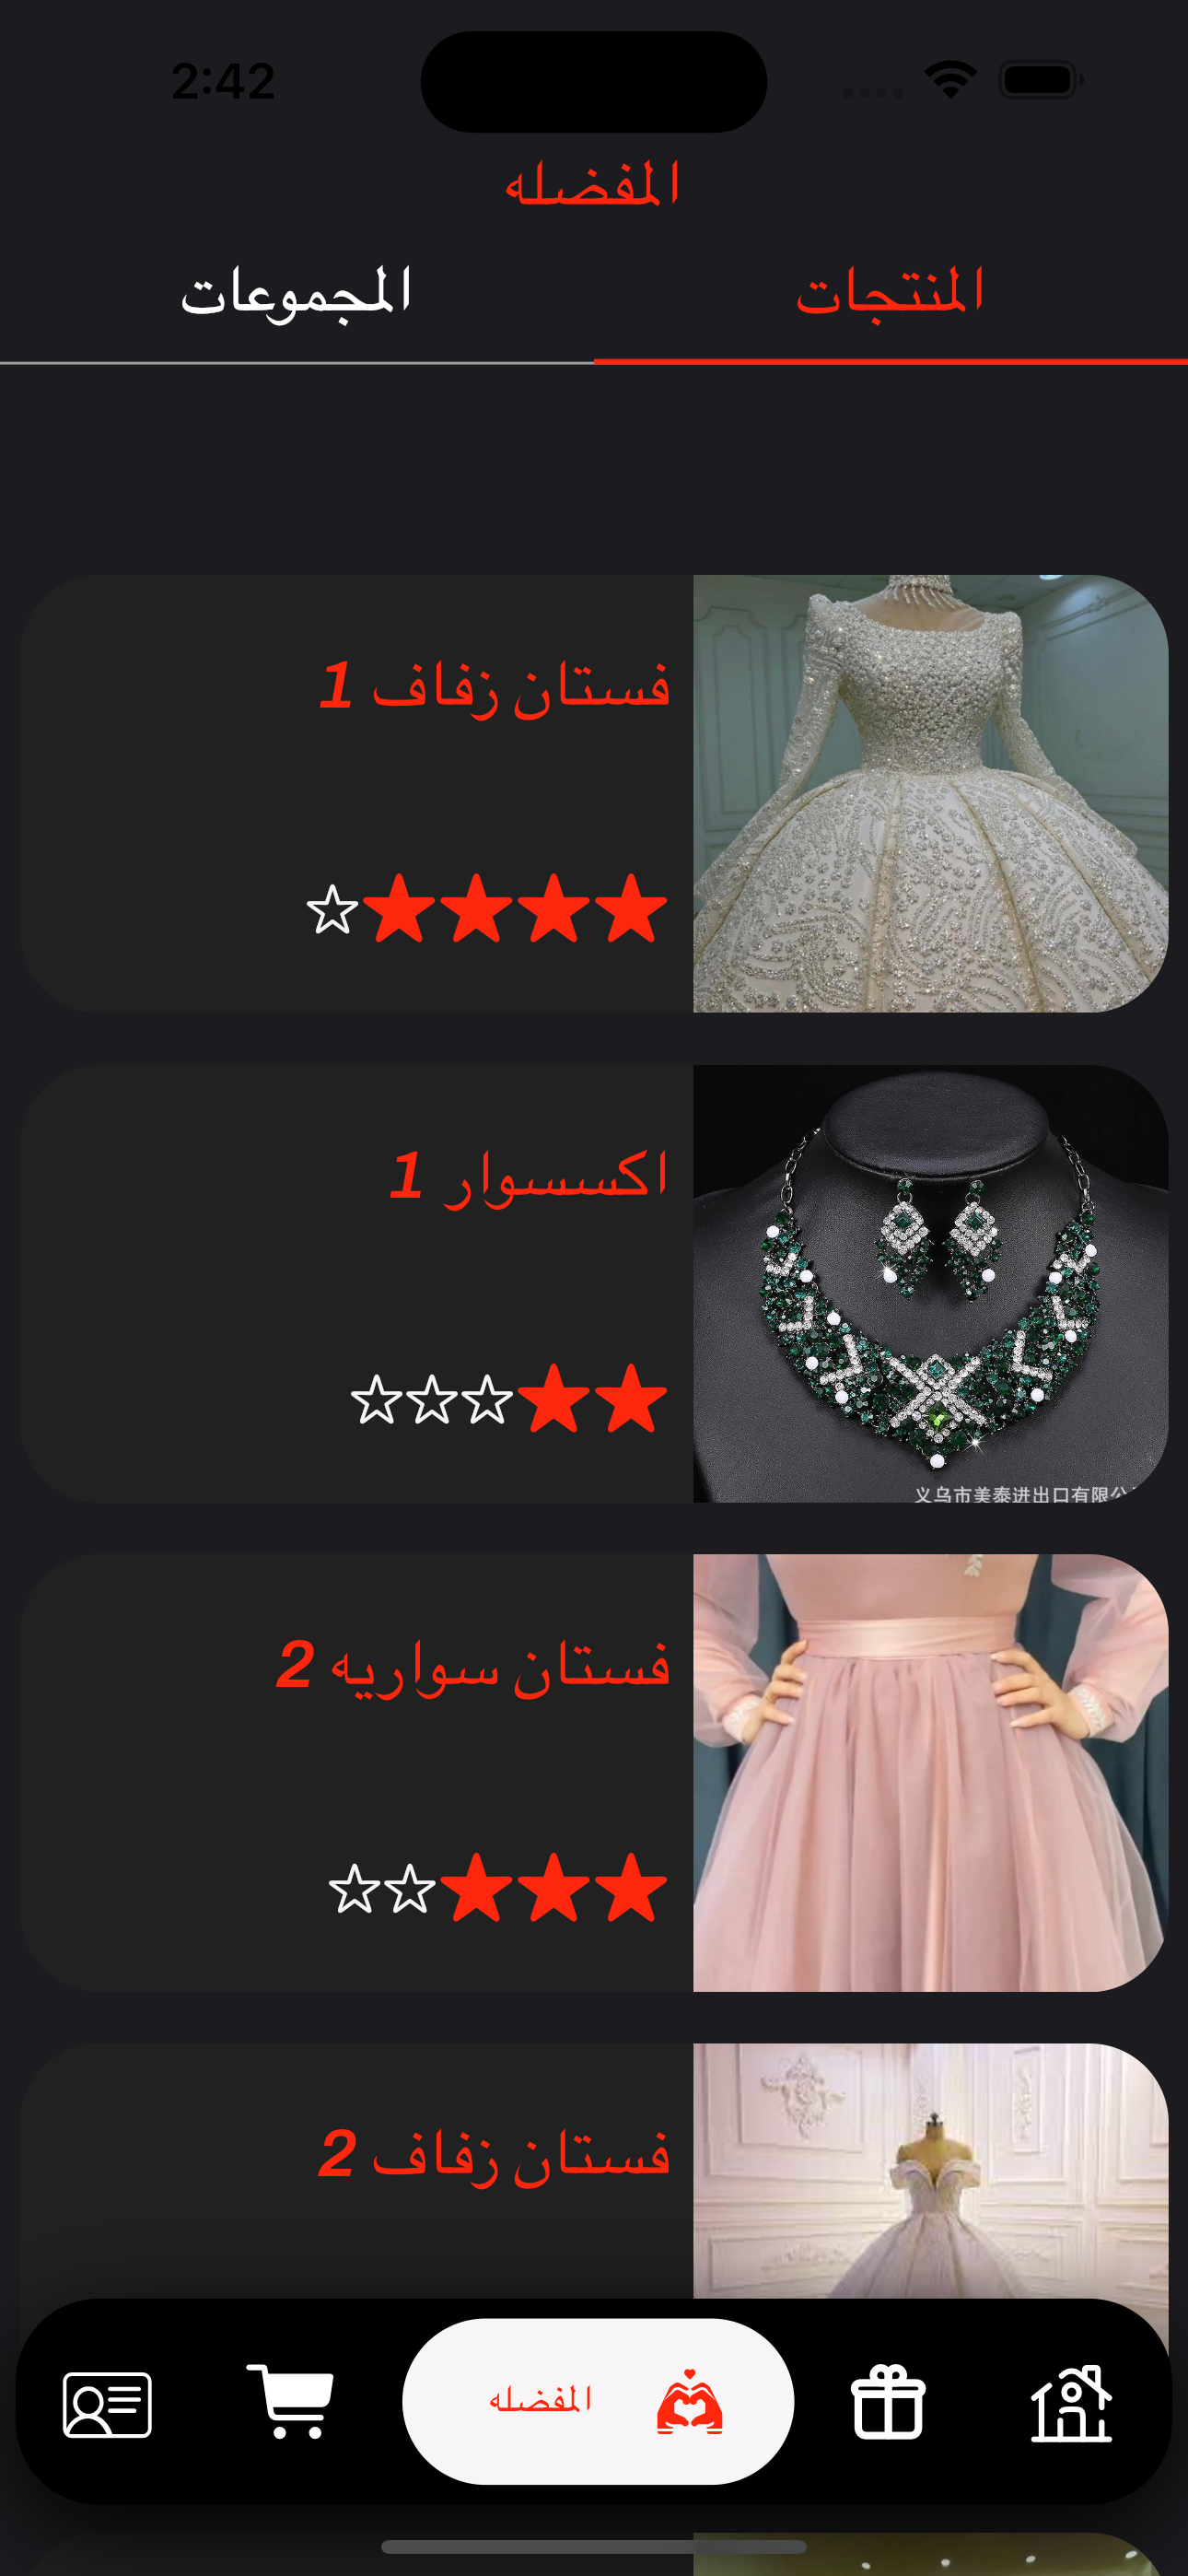 2:42
المفضله
المنتجات
المجموعات
فستان زفاف 1
اكسسوار 1
义乌市美泰进出口有限公
فستان سواريه 2
فستان زفاف 2
المفضله